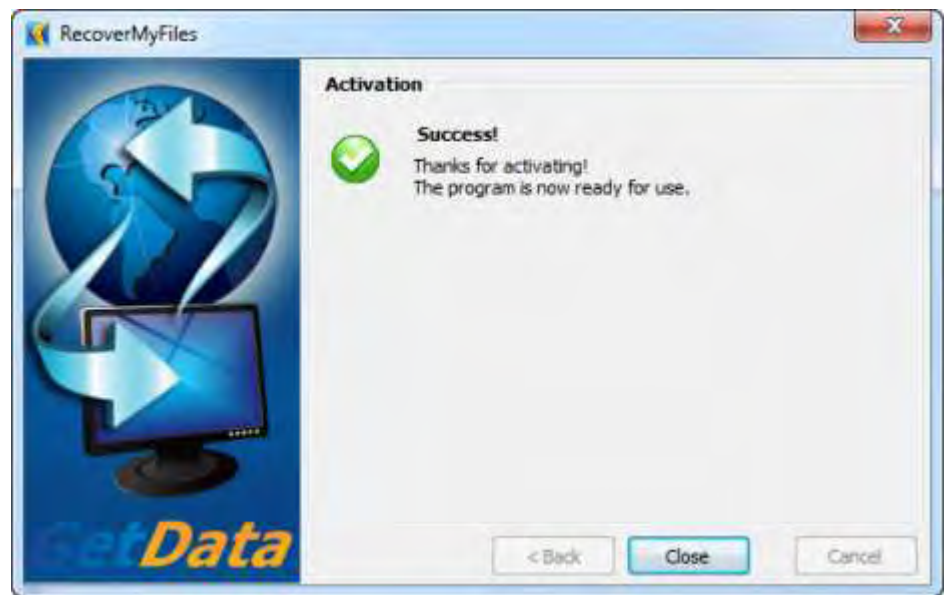 RecoverMyFiles
Activation
Success!
Thanks for activating!
The program is now ready for use.
GetData
< Back
Close
Cancel